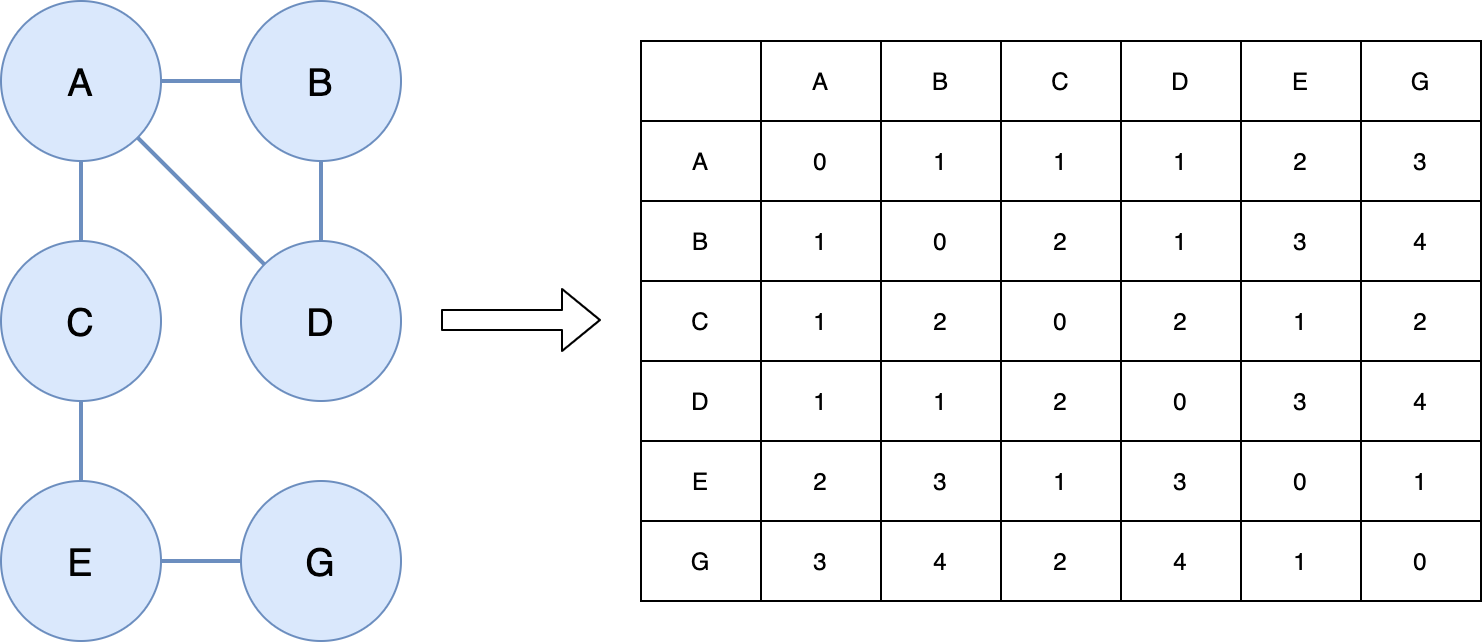 A B
C D
E G
A B C D E G
A 0 1 1 1 2 3
B 1 0 2 1 3 4
C 1 2 0 2 1 2
D 1 1 2 0 3 4
E 2 3 1 3 0 1
G 3 4 2 4 1 0